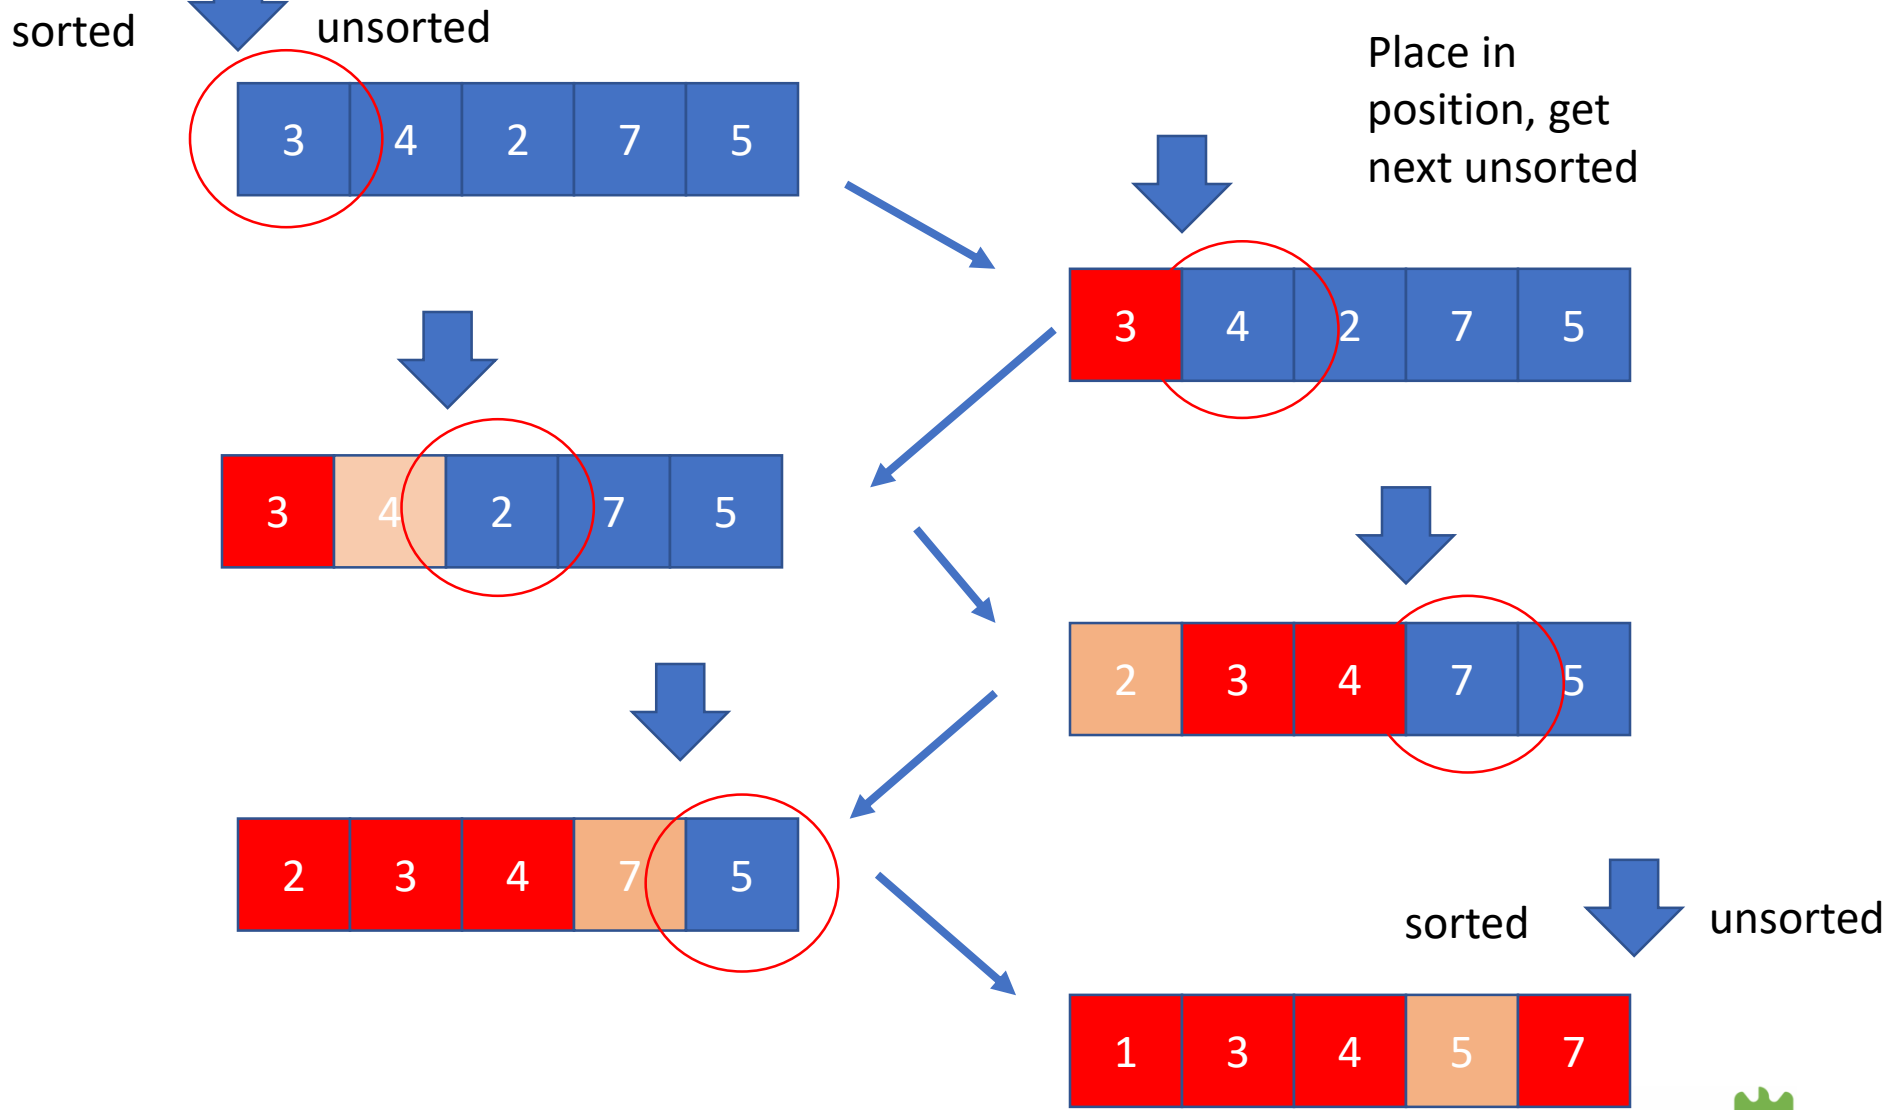 sorted unsorted
3 4 2 7 5
Place in
position, get
next unsorted
3 4 2 7 5
3 4 2 7 5
2 3 4 7 5
2 3 4 7 5
sorted unsorted
1 3 4 5 7